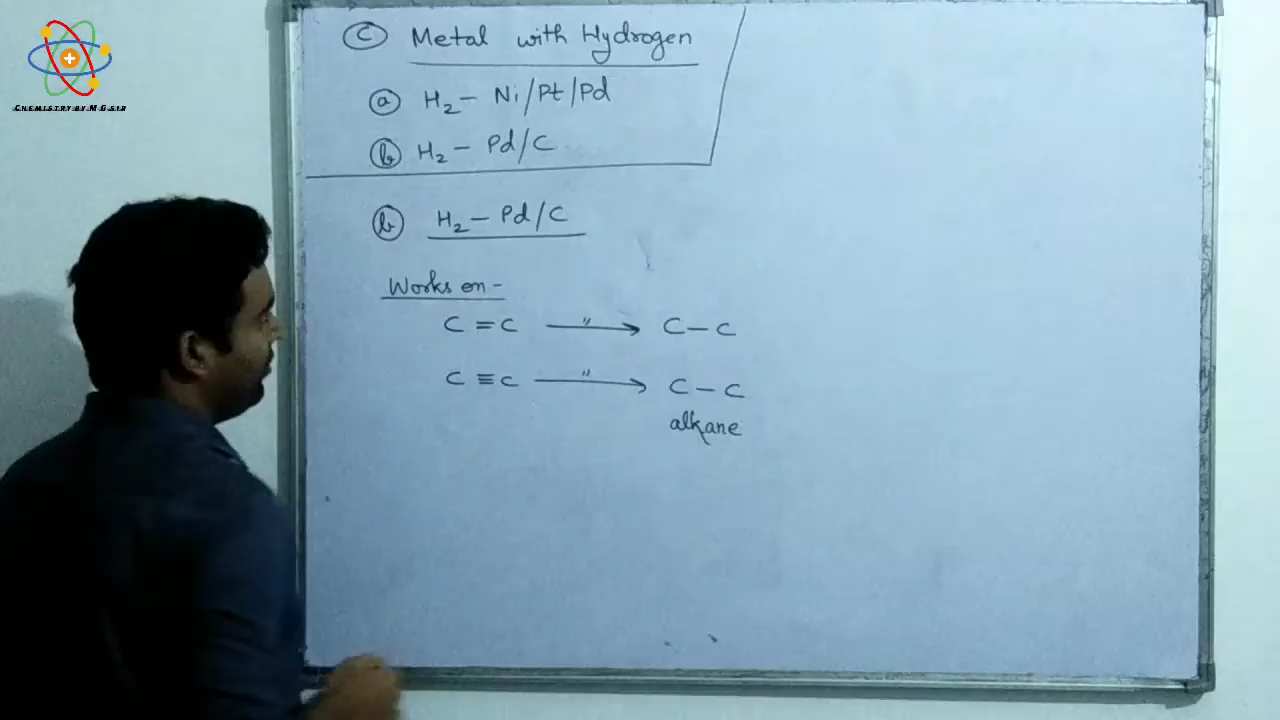 CHEMISTRY BY M G SIR
C Metal with Hydrogen
a H₂ - Ni/Pt/Pd
b H₂ - Pd/C
b H₂ - Pd/C
Works on -
C=C —"→ C-C
C≡C —"→ C-C
alkane